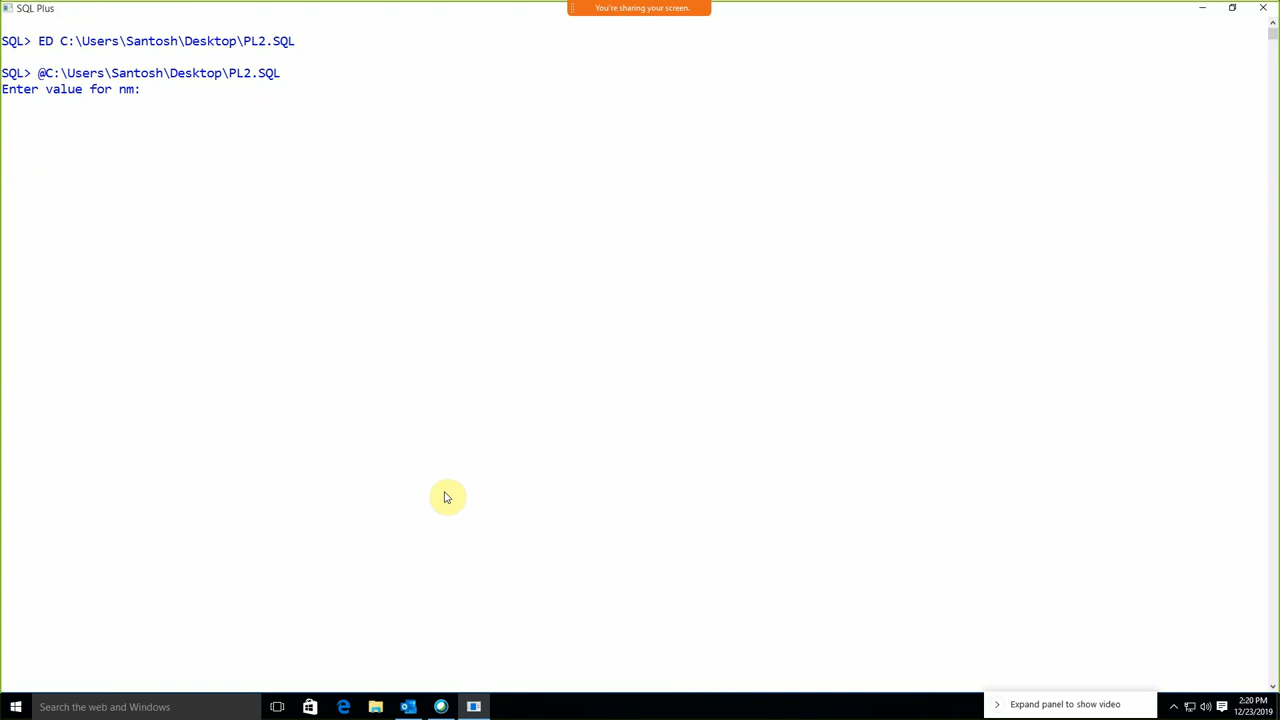 SQL Plus
You're sharing your screen.
SQL> ED C:\Users\Santosh\Desktop\PL2.SQL
SQL> @C:\Users\Santosh\Desktop\PL2.SQL
Enter value for nm:
Search the web and Windows
Expand panel to show video
2:20 PM
12/23/2019